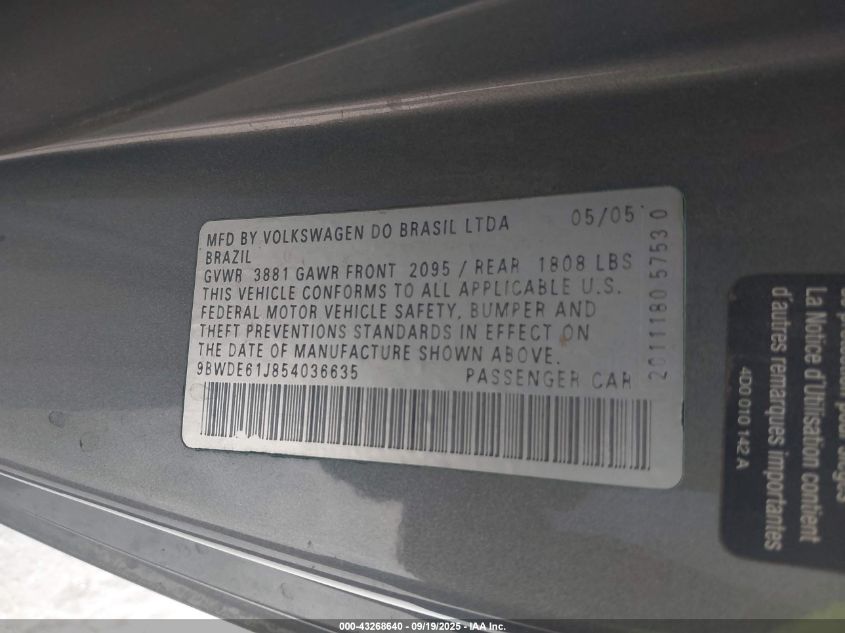 MFD BY VOLKSWAGEN DO BRASIL LTDA 05/05
BRAZIL
GVWR 3881 GAWR FRONT 2095 / REAR 1808 LBS
THIS VEHICLE CONFORMS TO ALL APPLICABLE U.S.
FEDERAL MOTOR VEHICLE SAFETY, BUMPER AND
THEFT PREVENTIONS STANDARDS IN EFFECT ON
THE DATE OF MANUFACTURE SHOWN ABOVE.
9BWDE61J854036635 PASSENGER CAR
2011180 57530
La Notice d'Utilisation contient
d'autres remarques importantes
4D0 010 142 A
000-43268640 - 09/19/2025 - IAA Inc.